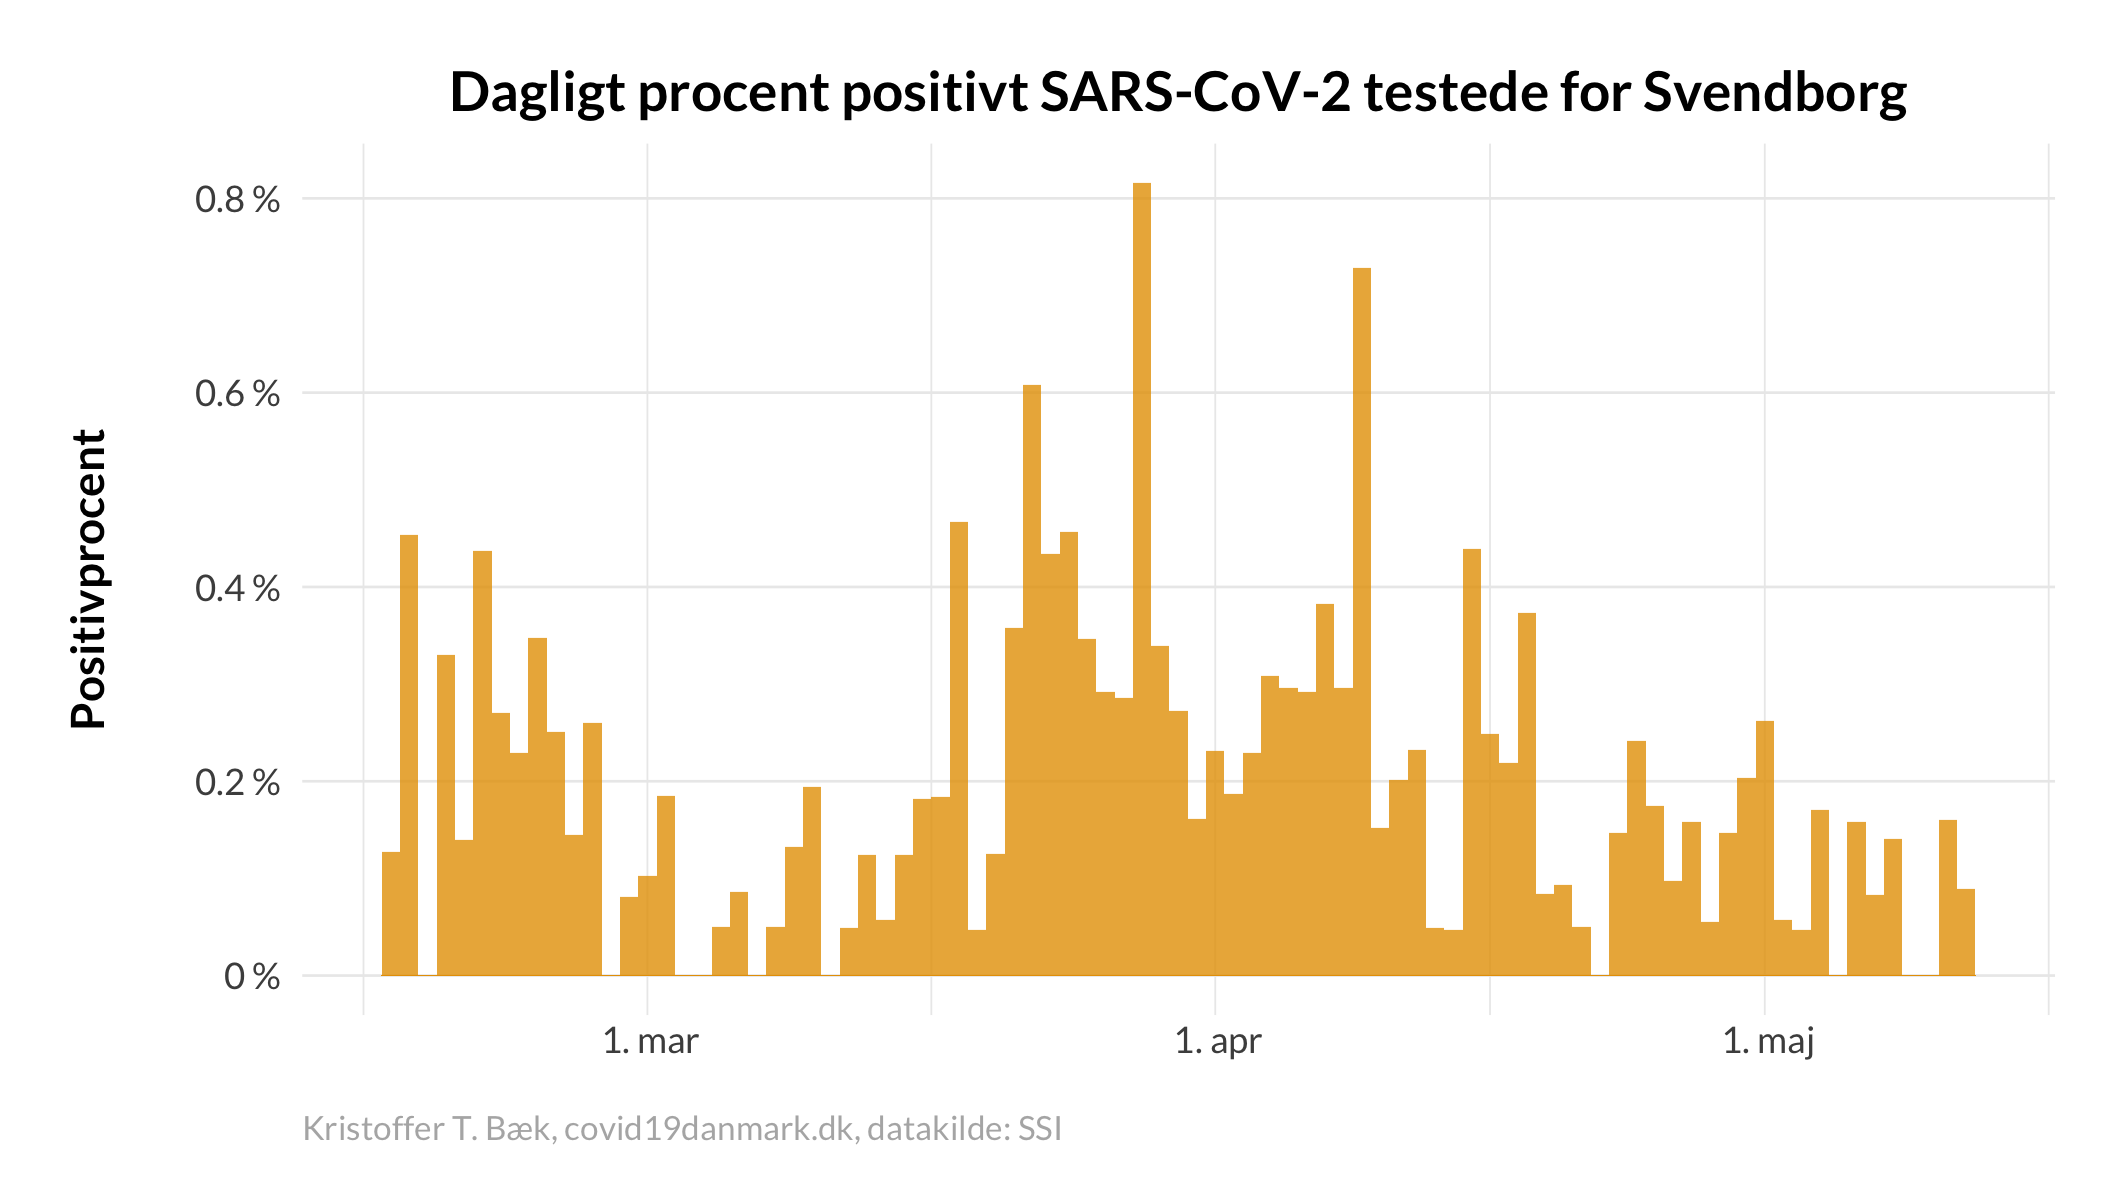 Dagligt procent positivt SARS-CoV-2 testede for Svendborg
Positivprocent
0.8 %
0.6 %
0.4 %
0.2 %
0 %
1. mar
1. apr
1. maj
Kristoffer T. Bæk, covid19danmark.dk, datakilde: SSI